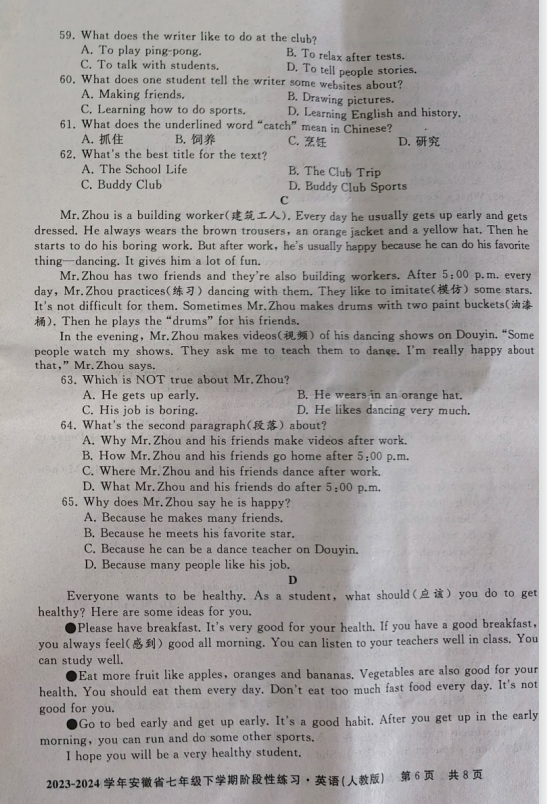 59. What does the writer like to do at the club?
A. To play ping-pong. B. To relax after tests.
C. To talk with students. D. To tell people stories.
60. What does one student tell the writer some websites about?
A. Making friends. B. Drawing pictures.
C. Learning how to do sports. D. Learning English and history.
61. What does the underlined word “catch” mean in Chinese?
A. 抓住 B. 饲养 C. 烹饪 D. 研究
62. What's the best title for the text?
A. The School Life B. The Club Trip
C. Buddy Club D. Buddy Club Sports
C
Mr. Zhou is a building worker(建筑工人). Every day he usually gets up early and gets
dressed. He always wears the brown trousers, an orange jacket and a yellow hat. Then he
starts to do his boring work. But after work, he's usually happy because he can do his favorite
thing—dancing. It gives him a lot of fun.
Mr. Zhou has two friends and they're also building workers. After 5:00 p.m. every
day, Mr. Zhou practices(练习) dancing with them. They like to imitate(模仿) some stars.
It's not difficult for them. Sometimes Mr. Zhou makes drums with two paint buckets(油漆
桶). Then he plays the “drums” for his friends.
In the evening, Mr. Zhou makes videos(视频) of his dancing shows on Douyin. “Some
people watch my shows. They ask me to teach them to dance. I'm really happy about
that,” Mr. Zhou says.
63. Which is NOT true about Mr. Zhou?
A. He gets up early. B. He wears in an orange hat.
C. His job is boring. D. He likes dancing very much.
64. What's the second paragraph(段落) about?
A. Why Mr. Zhou and his friends make videos after work.
B. How Mr. Zhou and his friends go home after 5:00 p.m.
C. Where Mr. Zhou and his friends dance after work.
D. What Mr. Zhou and his friends do after 5:00 p.m.
65. Why does Mr. Zhou say he is happy?
A. Because he makes many friends.
B. Because he meets his favorite star.
C. Because he can be a dance teacher on Douyin.
D. Because many people like his job.
D
Everyone wants to be healthy. As a student, what should(应该) you do to get
healthy? Here are some ideas for you.
●Please have breakfast. It's very good for your health. If you have a good breakfast,
you always feel(感到) good all morning. You can listen to your teachers well in class. You
can study well.
●Eat more fruit like apples, oranges and bananas. Vegetables are also good for your
health. You should eat them every day. Don't eat too much fast food every day. It's not
good for you.
●Go to bed early and get up early. It's a good habit. After you get up in the early
morning, you can run and do some other sports.
I hope you will be a very healthy student.
2023-2024 学年安徽省七年级下学期阶段性练习·英语(人教版) 第 6 页 共 8 页